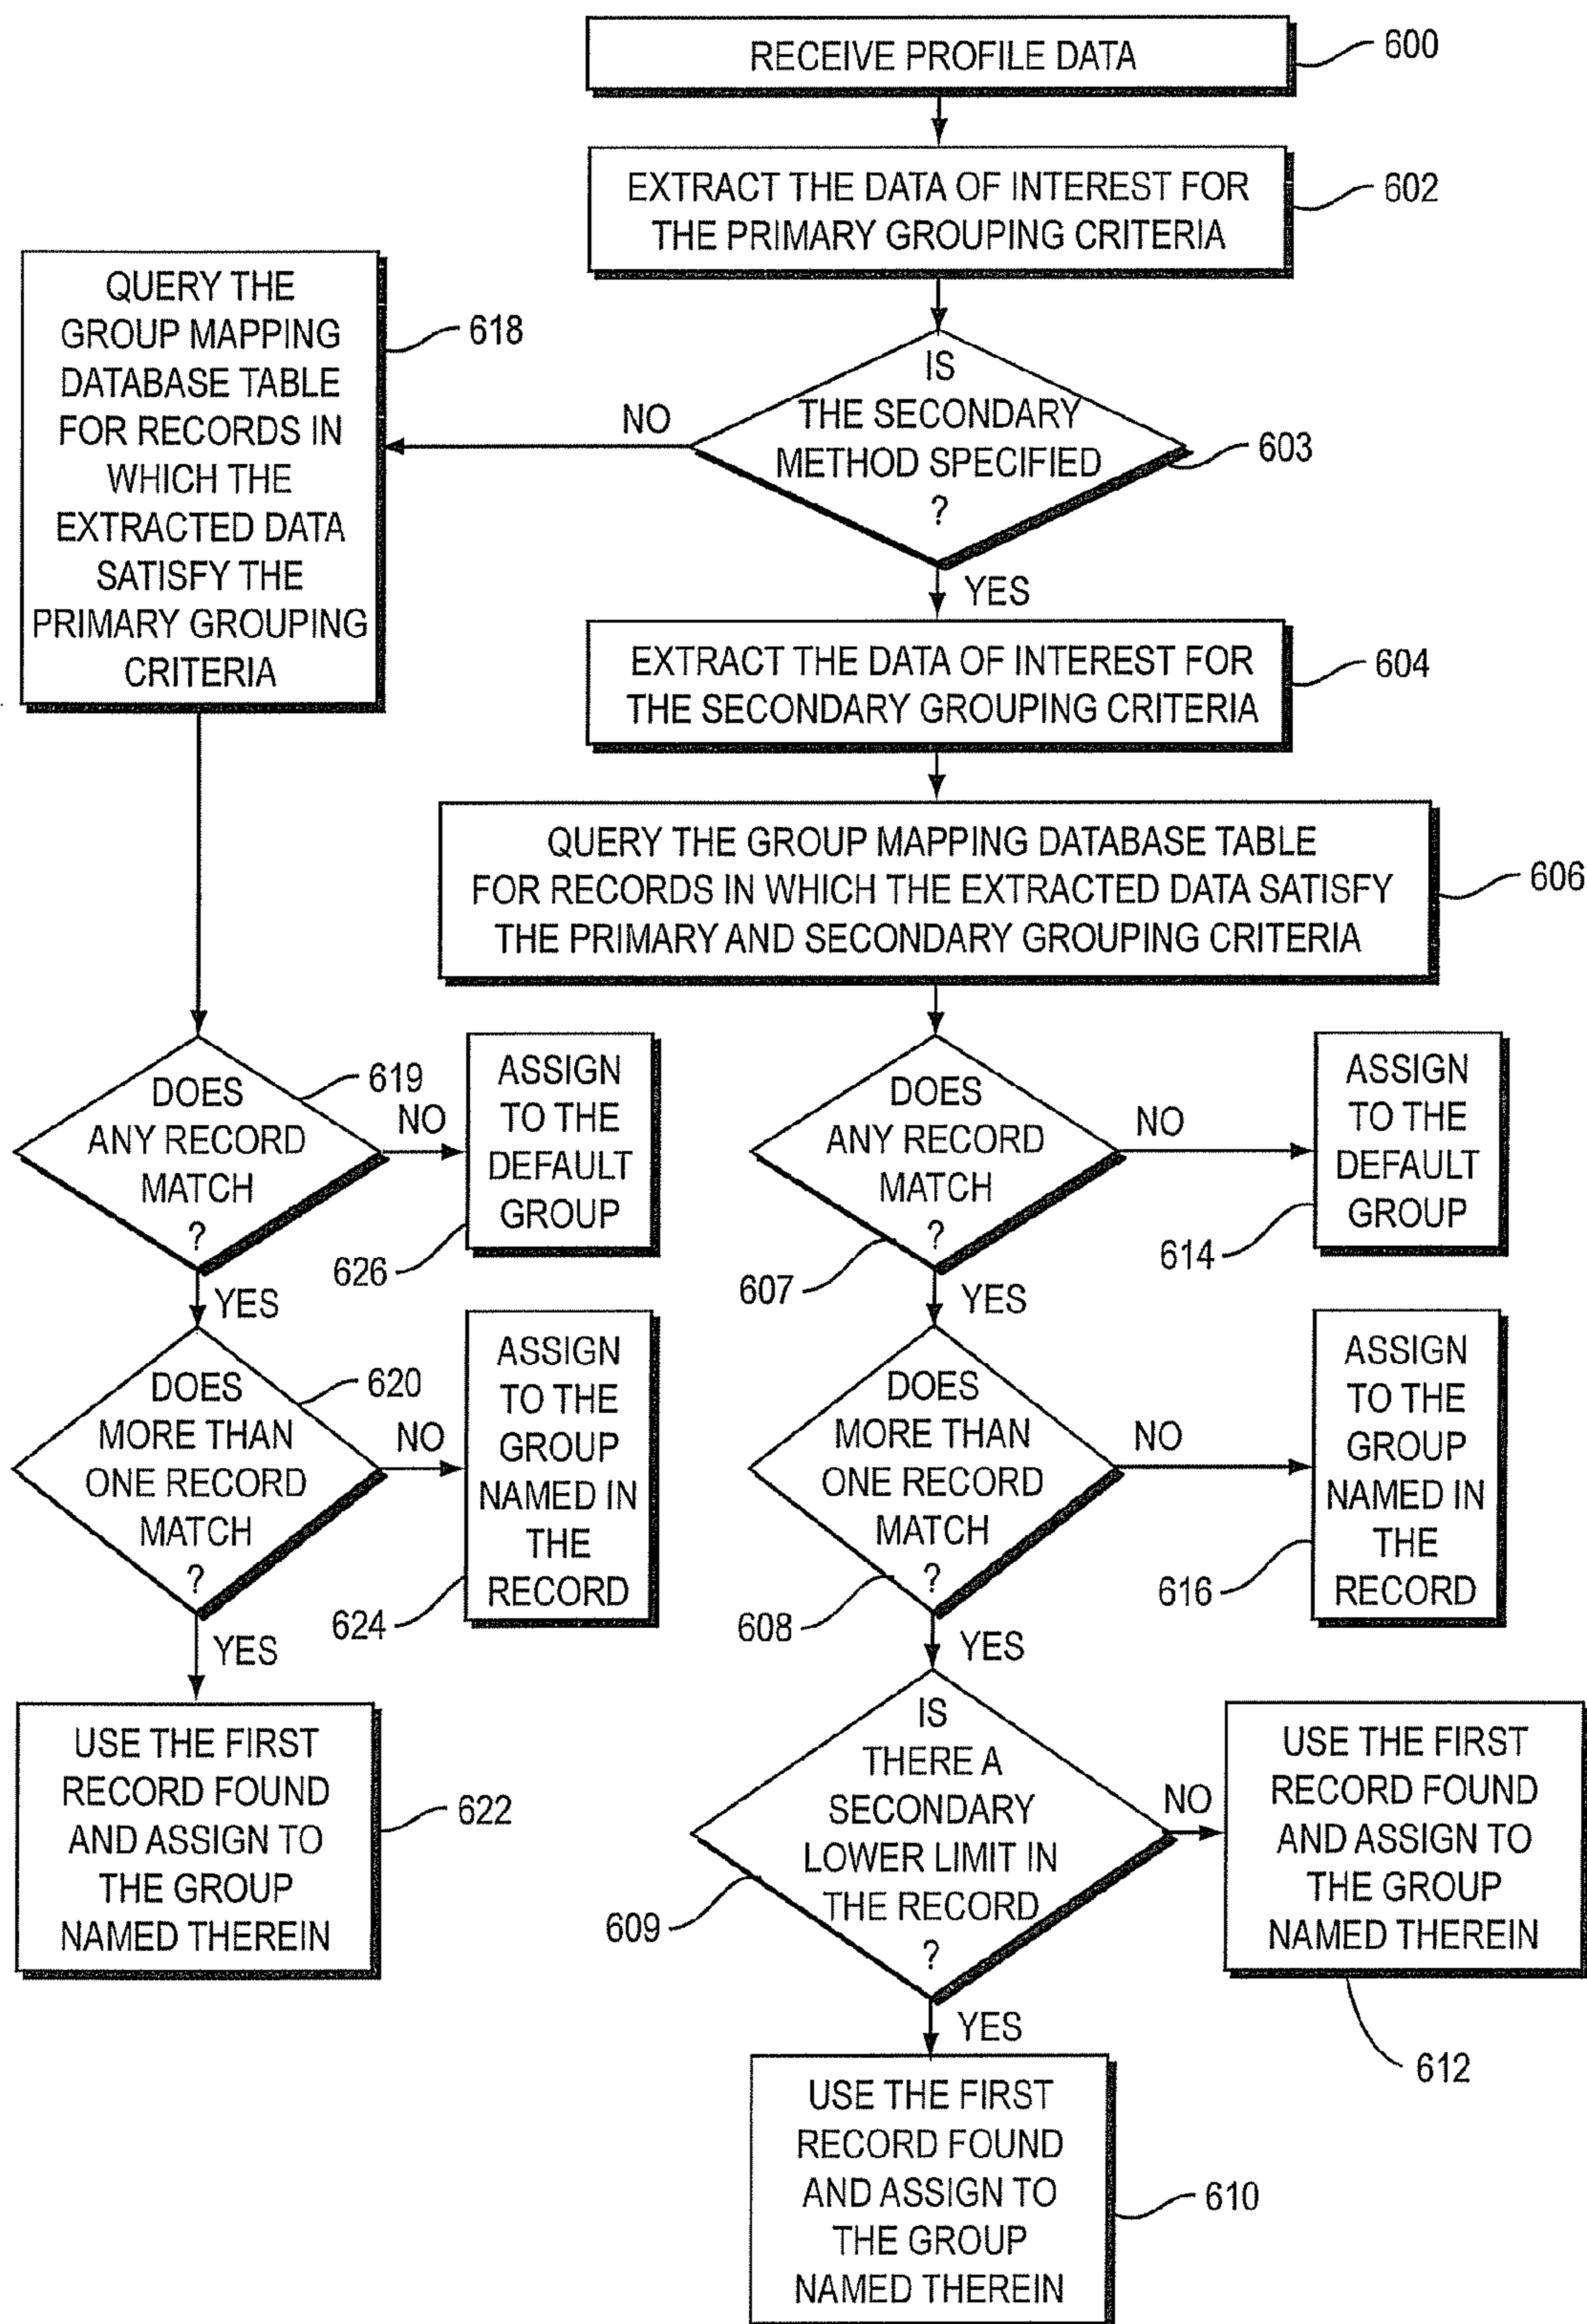 RECEIVE PROFILE DATA
600
EXTRACT THE DATA OF INTEREST FOR
THE PRIMARY GROUPING CRITERIA
602
IS
THE SECONDARY
METHOD SPECIFIED
?
603
NO
YES
QUERY THE
GROUP MAPPING
DATABASE TABLE
FOR RECORDS IN
WHICH THE
EXTRACTED DATA
SATISFY THE
PRIMARY GROUPING
CRITERIA
618
EXTRACT THE DATA OF INTEREST FOR
THE SECONDARY GROUPING CRITERIA
604
QUERY THE GROUP MAPPING DATABASE TABLE
FOR RECORDS IN WHICH THE EXTRACTED DATA SATISFY
THE PRIMARY AND SECONDARY GROUPING CRITERIA
606
DOES
ANY RECORD
MATCH
?
619
NO
YES
ASSIGN
TO THE
DEFAULT
GROUP
626
DOES
ANY RECORD
MATCH
?
607
NO
YES
ASSIGN
TO THE
DEFAULT
GROUP
614
DOES
MORE THAN
ONE RECORD
MATCH
?
620
NO
YES
ASSIGN
TO THE
GROUP
NAMED IN
THE
RECORD
624
DOES
MORE THAN
ONE RECORD
MATCH
?
608
NO
YES
ASSIGN
TO THE
GROUP
NAMED IN
THE
RECORD
616
USE THE FIRST
RECORD FOUND
AND ASSIGN TO
THE GROUP
NAMED THEREIN
622
IS
THERE A
SECONDARY
LOWER LIMIT IN
THE RECORD
?
609
NO
YES
USE THE FIRST
RECORD FOUND
AND ASSIGN TO
THE GROUP
NAMED THEREIN
612
USE THE FIRST
RECORD FOUND
AND ASSIGN TO
THE GROUP
NAMED THEREIN
610